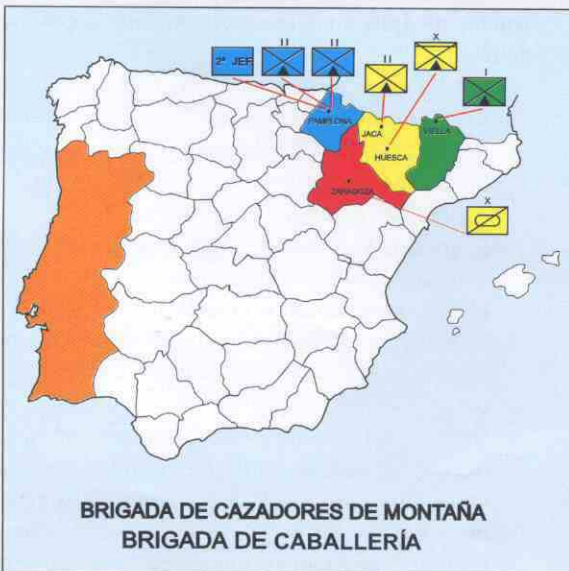 2ª JEF
II
II
II
X
I
PAMPLONA
JACA
VIELLA
HUESCA
ZARAGOZA
X
BRIGADA DE CAZADORES DE MONTAÑA
BRIGADA DE CABALLERÍA